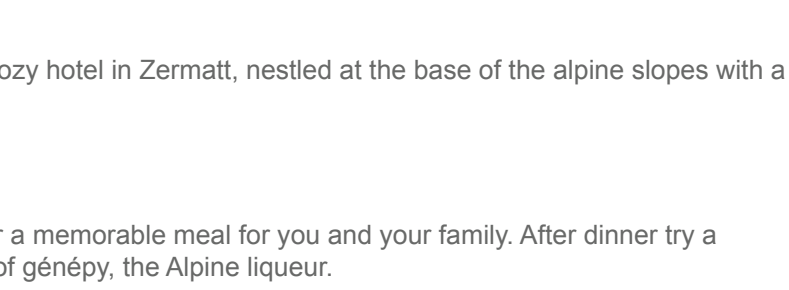 hotel in Zermatt, nestled at the base of the alpine slopes with a
a memorable meal for you and your family. After dinner try a
of génépy, the Alpine liqueur.